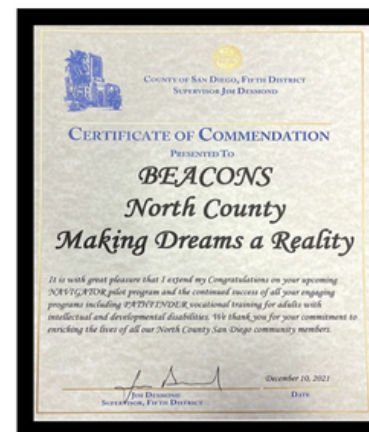 COUNTY OF SAN DIEGO, FIFTH DISTRICT
SUPERVISOR JIM DESMOND
CERTIFICATE OF COMMENDATION
PRESENTED TO
BEACONS
North County
Making Dreams a Reality
It is with great pleasure that I extend my Congratulations on your upcoming
NAVIGATOR pilot program and the continued success of all your engaging
programs including PATHFINDER vocational training for adults with
intellectual and developmental disabilities. We thank you for your commitment to
enriching the lives of all our North County San Diego community members.
December 10, 2021
JIM DESMOND
SUPERVISOR, FIFTH DISTRICT
DATE